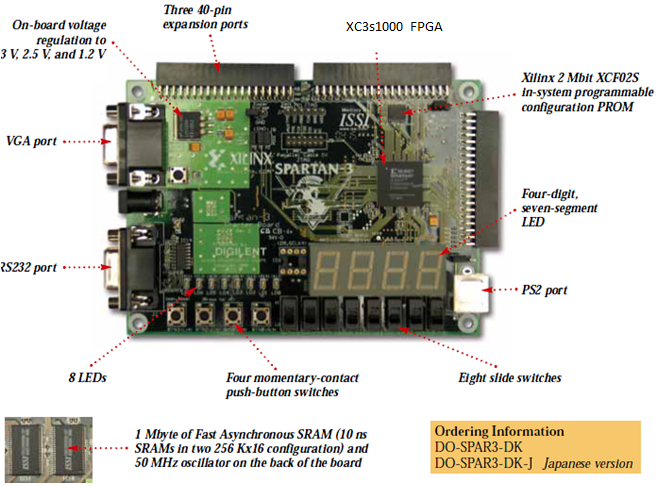 Three 40-pin
expansion ports
XC3s1000 FPGA
On-board voltage
regulation to
3 V, 2.5 V, and 1.2 V
Xilinx 2 Mbit XCF02S
in-system programmable
configuration PROM
VGA port
ISSI
XILINX
SPARTAN-3
Four-digit,
seven-segment
LED
DIGILENT
RS232 port
PS2 port
8 LEDs
Four momentary-contact
push-button switches
Eight slide switches
1 Mbyte of Fast Asynchronous SRAM (10 ns
SRAMs in two 256 Kx16 configuration) and
50 MHz oscillator on the back of the board
Ordering Information
DO-SPAR3-DK
DO-SPAR3-DK-J Japanese version